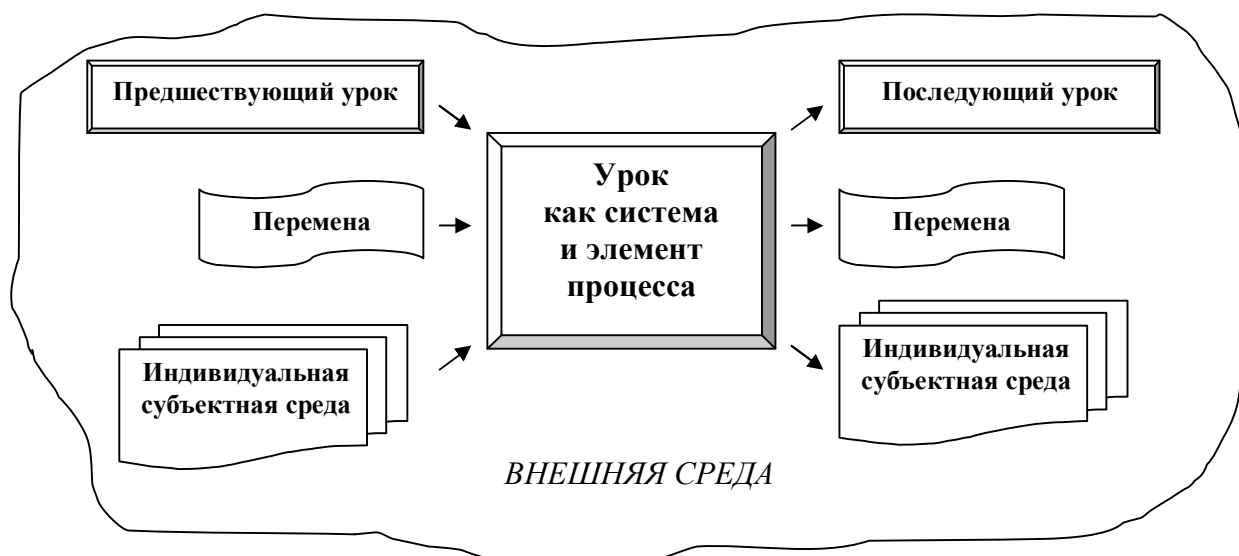 Предшествующий урок
Последующий урок
Урок
как система
и элемент
процесса
Перемена
Перемена
Индивидуальная
субъектная среда
Индивидуальная
субъектная среда
ВНЕШНЯЯ СРЕДА